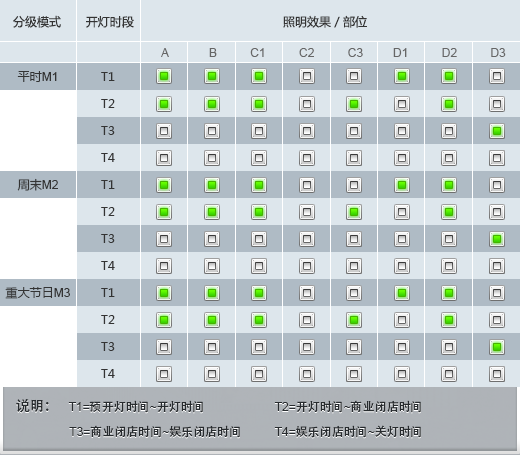 分级模式 开灯时段 照明效果 / 部位
A B C1 C2 C3 D1 D2 D3
平时M1 T1
T2
T3
T4
周末M2 T1
T2
T3
T4
重大节日M3 T1
T2
T3
T4
说明： T1=预开灯时间~开灯时间 T2=开灯时间~商业闭店时间
T3=商业闭店时间~娱乐闭店时间 T4=娱乐闭店时间~关灯时间